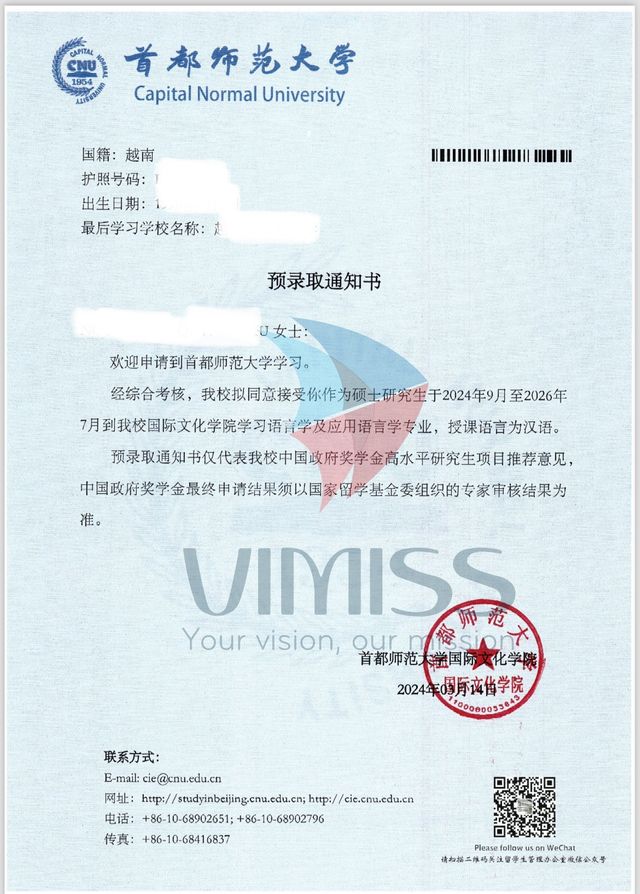 CAPITAL NORMAL UNIVERSITY
CNU
1954
首都师范大学
Capital Normal University
国籍：越南
护照号码：
出生日期：1
最后学习学校名称：越
预录取通知书
U 女士：
欢迎申请到首都师范大学学习。
经综合考核，我校拟同意接受你作为硕士研究生于2024年9月至2026年
7月到我校国际文化学院学习语言学及应用语言学专业，授课语言为汉语。
预录取通知书仅代表我校中国政府奖学金高水平研究生项目推荐意见，
中国政府奖学金最终申请结果须以国家留学基金委组织的专家审核结果为
准。
VIMISS
Your vision, our mission
首都师范大学
首都师范大学国际文化学院
国际文化学院
2024年03月14日
1100080033643
联系方式：
E-mail: cie@cnu.edu.cn
网址：http://studyinbeijing.cnu.edu.cn; http://cie.cnu.edu.cn
电话：+86-10-68902651; +86-10-68902796
传真：+86-10-68416837
Please follow us on WeChat
请扫描二维码关注留学生管理办公室微信公众号